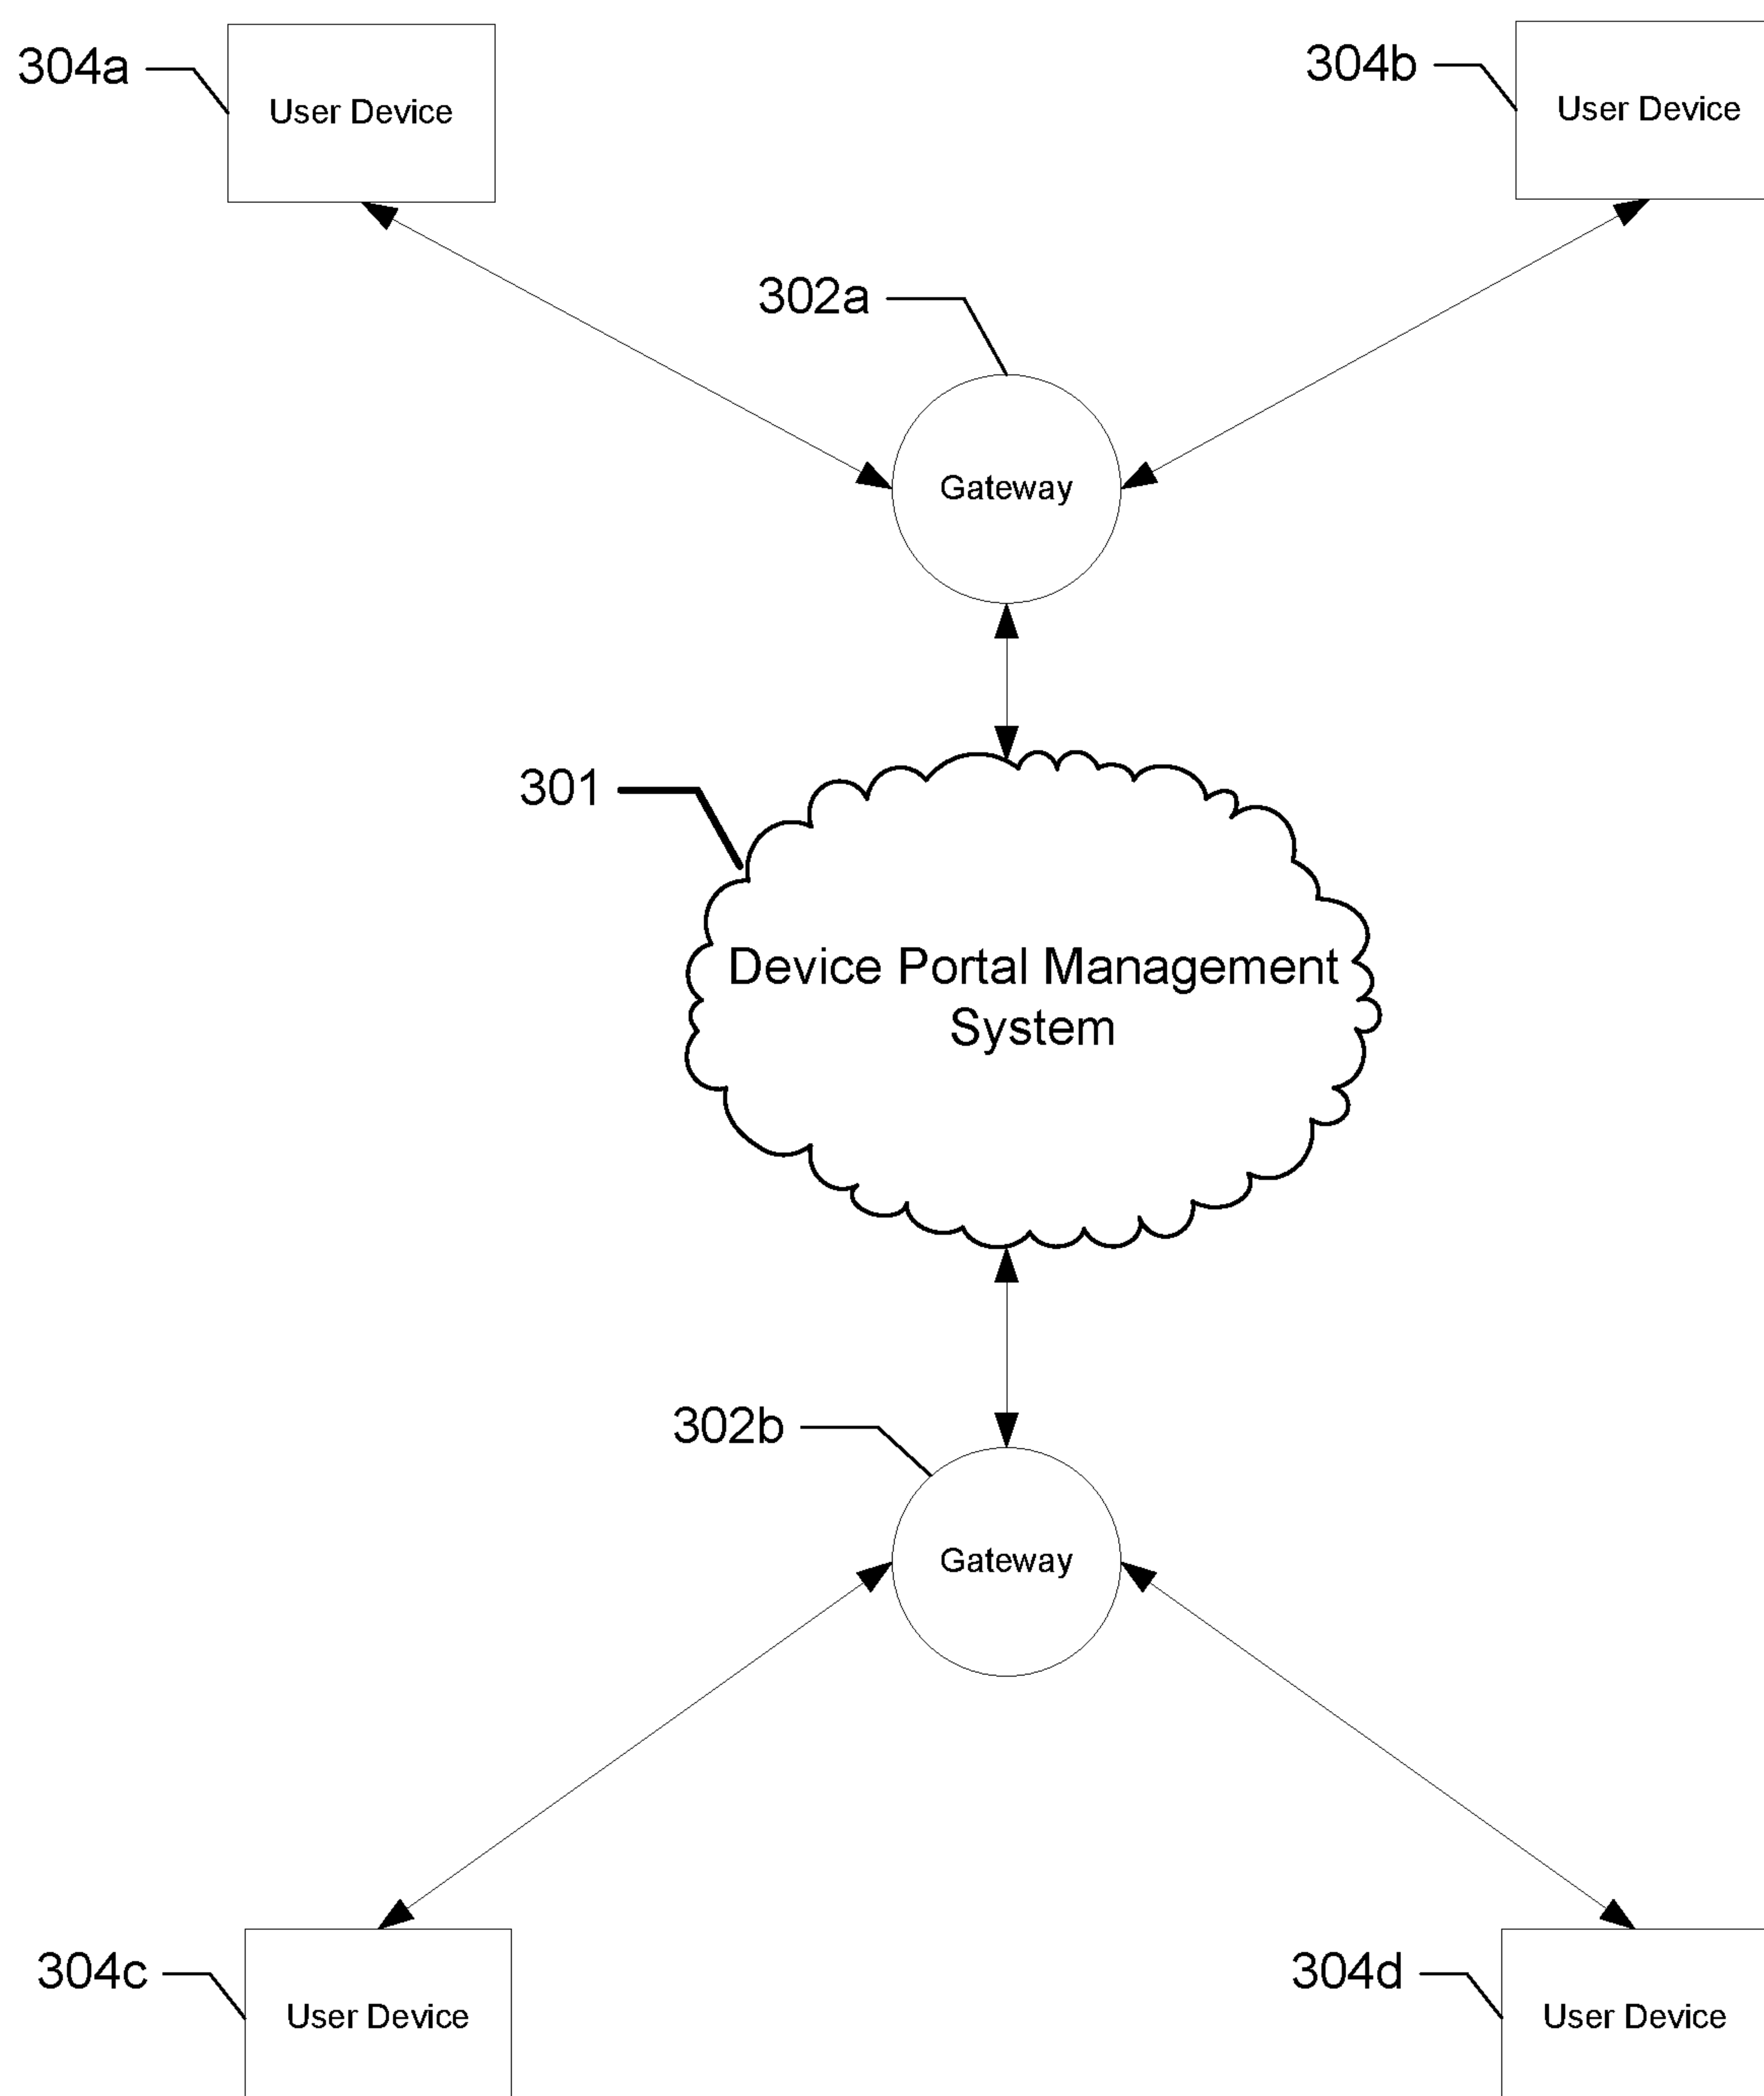 304a
User Device
304b
User Device
302a
Gateway
301
Device Portal Management
System
302b
Gateway
304c
User Device
304d
User Device